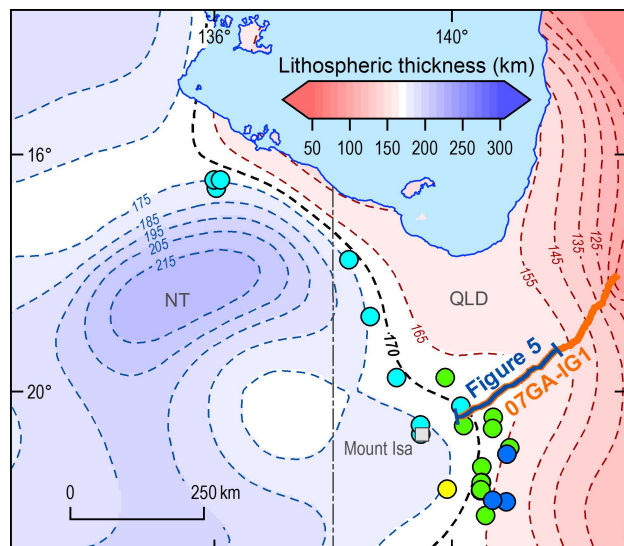 136°
140°
Lithospheric thickness (km)
50 100 150 200 250 300
16°
175
185
195
205
215
125
135
145
155
NT
QLD
165
170
Figure 5
07GA-IG1
20°
Mount Isa
0 250 km